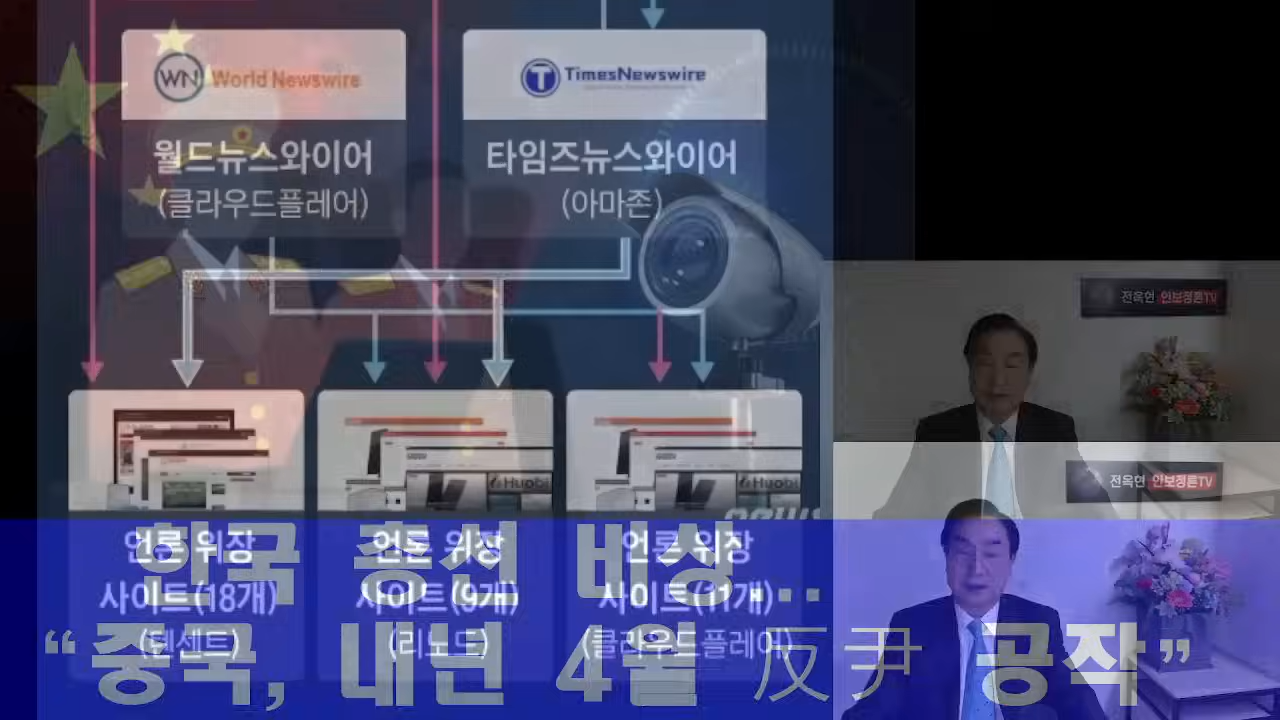 WN World Newswire
TimesNewswire
월드뉴스와이어
(클라우드플레어)
타임즈뉴스와이어
(아마존)
전옥현 안보정론TV
전옥현 안보정론TV
Huobi
Huobi
언론 위장
사이트(18개)
(텐센트)
언론 위장
사이트(9개)
(리노드)
언론 위장
사이트(11개)
(클라우드플레어)
한국 총선 비상...
“중국, 내년 4월 反尹 공작”